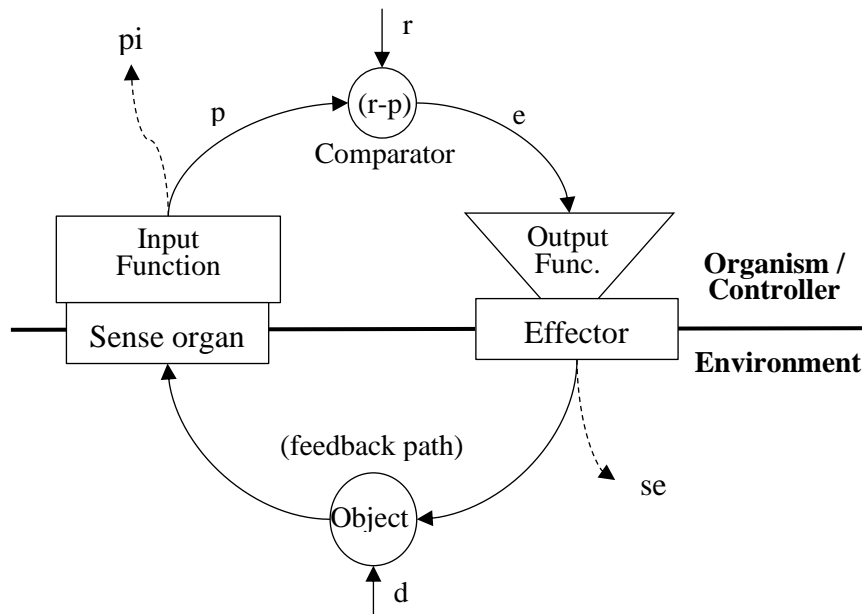 r
pi
(r-p)
p
e
Comparator
Input
Function
Output
Func.
Organism /
Controller
Sense organ
Effector
Environment
(feedback path)
se
Object
d